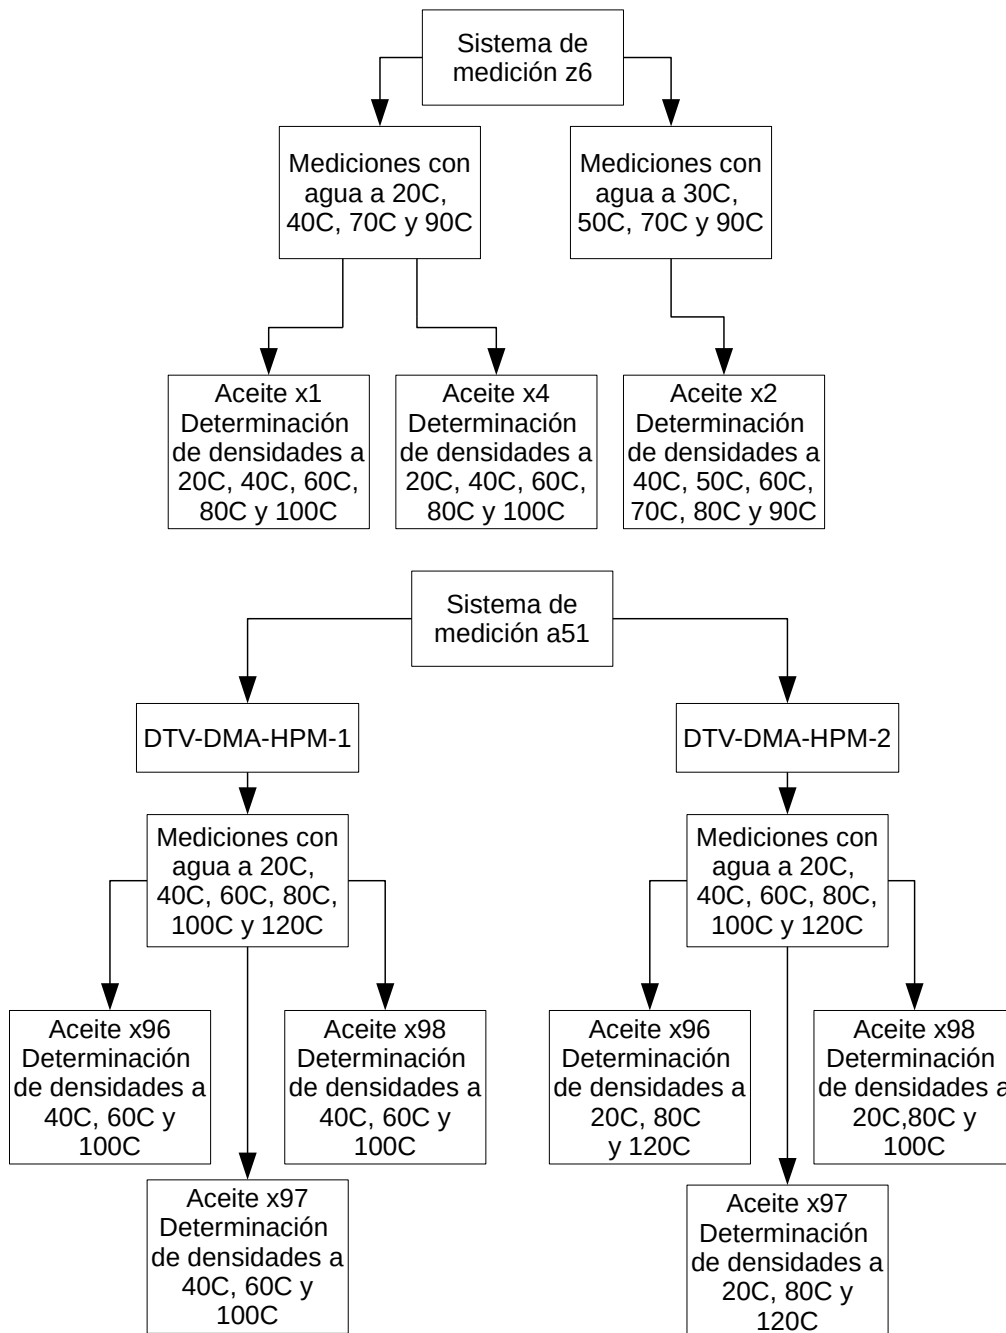 Sistema de
medición z6
Mediciones con
agua a 20C,
40C, 70C y 90C
Mediciones con
agua a 30C,
50C, 70C y 90C
Aceite x1
Determinación
de densidades a
20C, 40C, 60C,
80C y 100C
Aceite x4
Determinación
de densidades a
20C, 40C, 60C,
80C y 100C
Aceite x2
Determinación
de densidades a
40C, 50C, 60C,
70C, 80C y 90C
Sistema de
medición a51
DTV-DMA-HPM-1
DTV-DMA-HPM-2
Mediciones con
agua a 20C,
40C, 60C, 80C,
100C y 120C
Mediciones con
agua a 20C,
40C, 60C, 80C,
100C y 120C
Aceite x96
Determinación
de densidades a
40C, 60C y
100C
Aceite x98
Determinación
de densidades a
40C, 60C y
100C
Aceite x96
Determinación
de densidades a
20C, 80C
y 120C
Aceite x98
Determinación
de densidades a
20C,80C y
100C
Aceite x97
Determinación
de densidades a
40C, 60C y
100C
Aceite x97
Determinación
de densidades a
20C, 80C y
120C